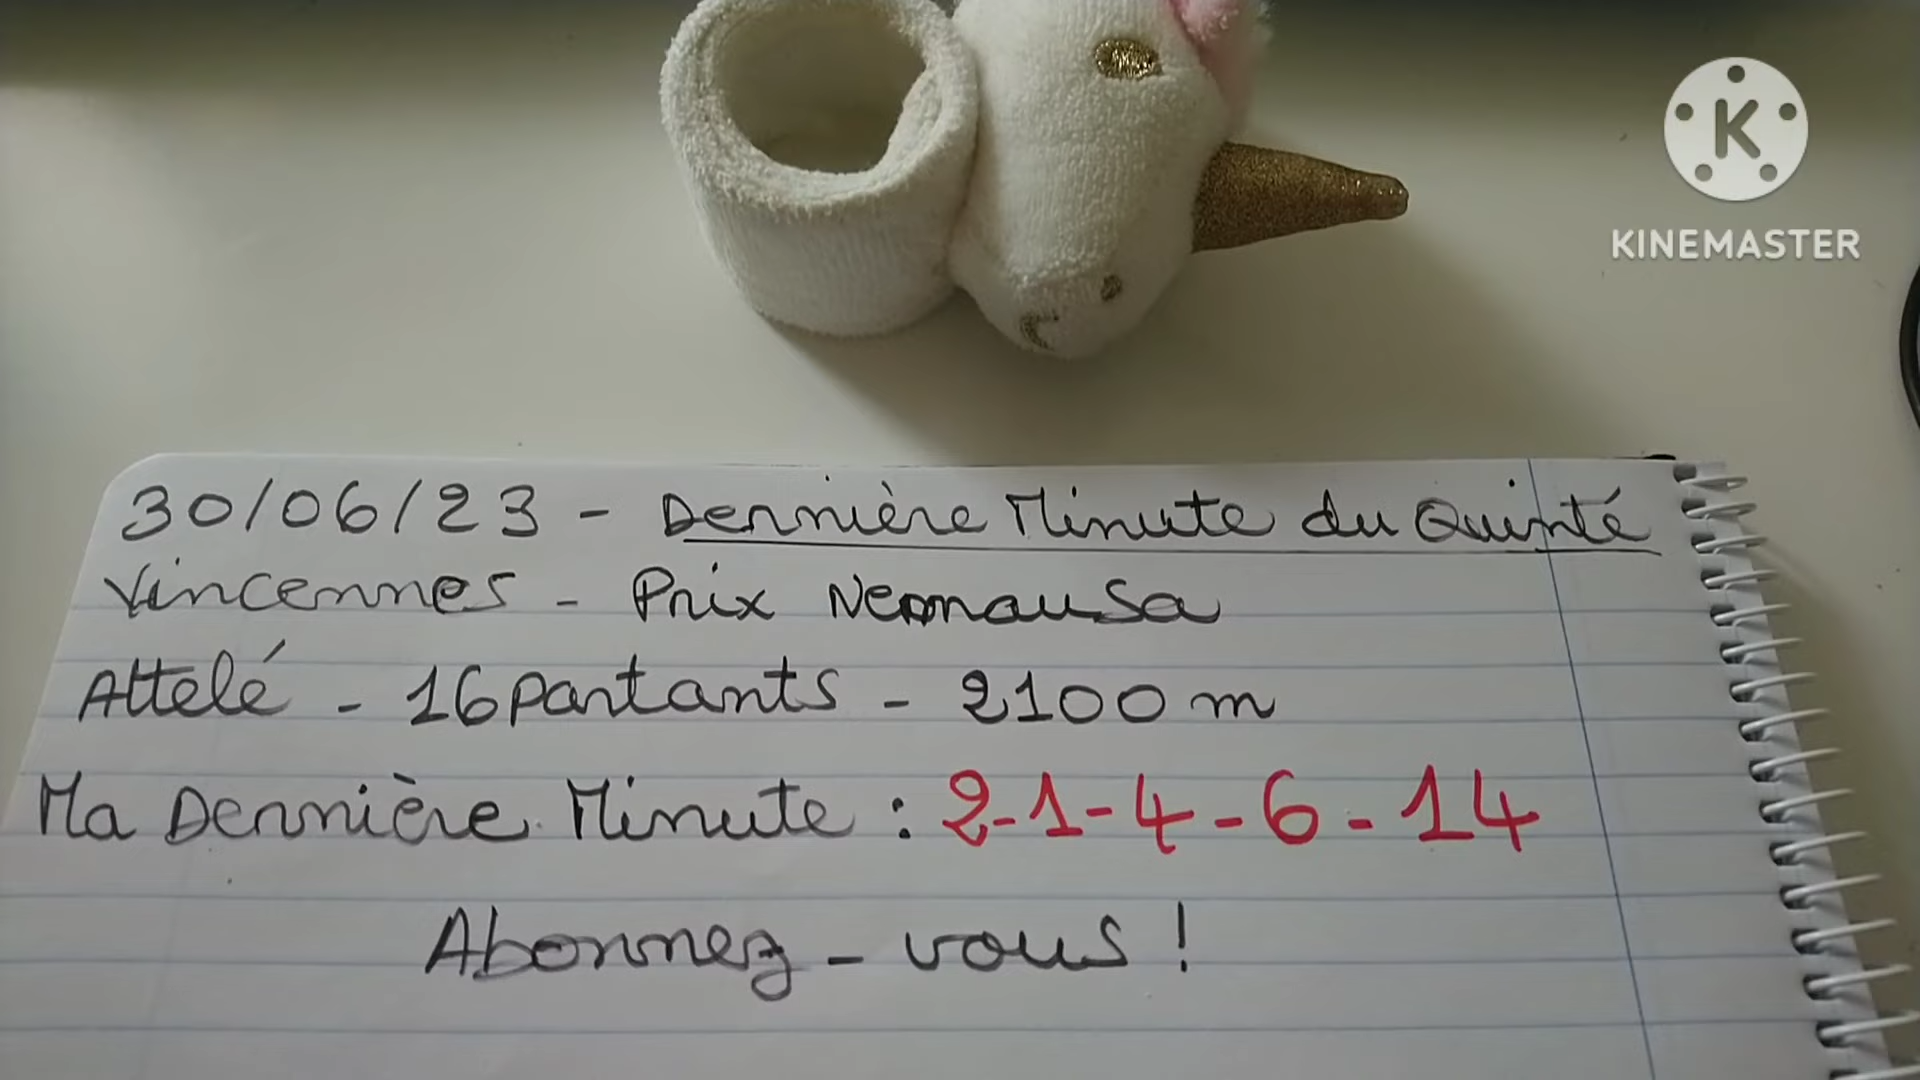 K
KINEMASTER
30/06/23 - Dernière Minute du Quinté
Vincennes - Prix Nemausa
Attelé - 16 partants - 2100 m
Ma Dernière Minute : 2-1-4-6-14
Abonnez-vous !